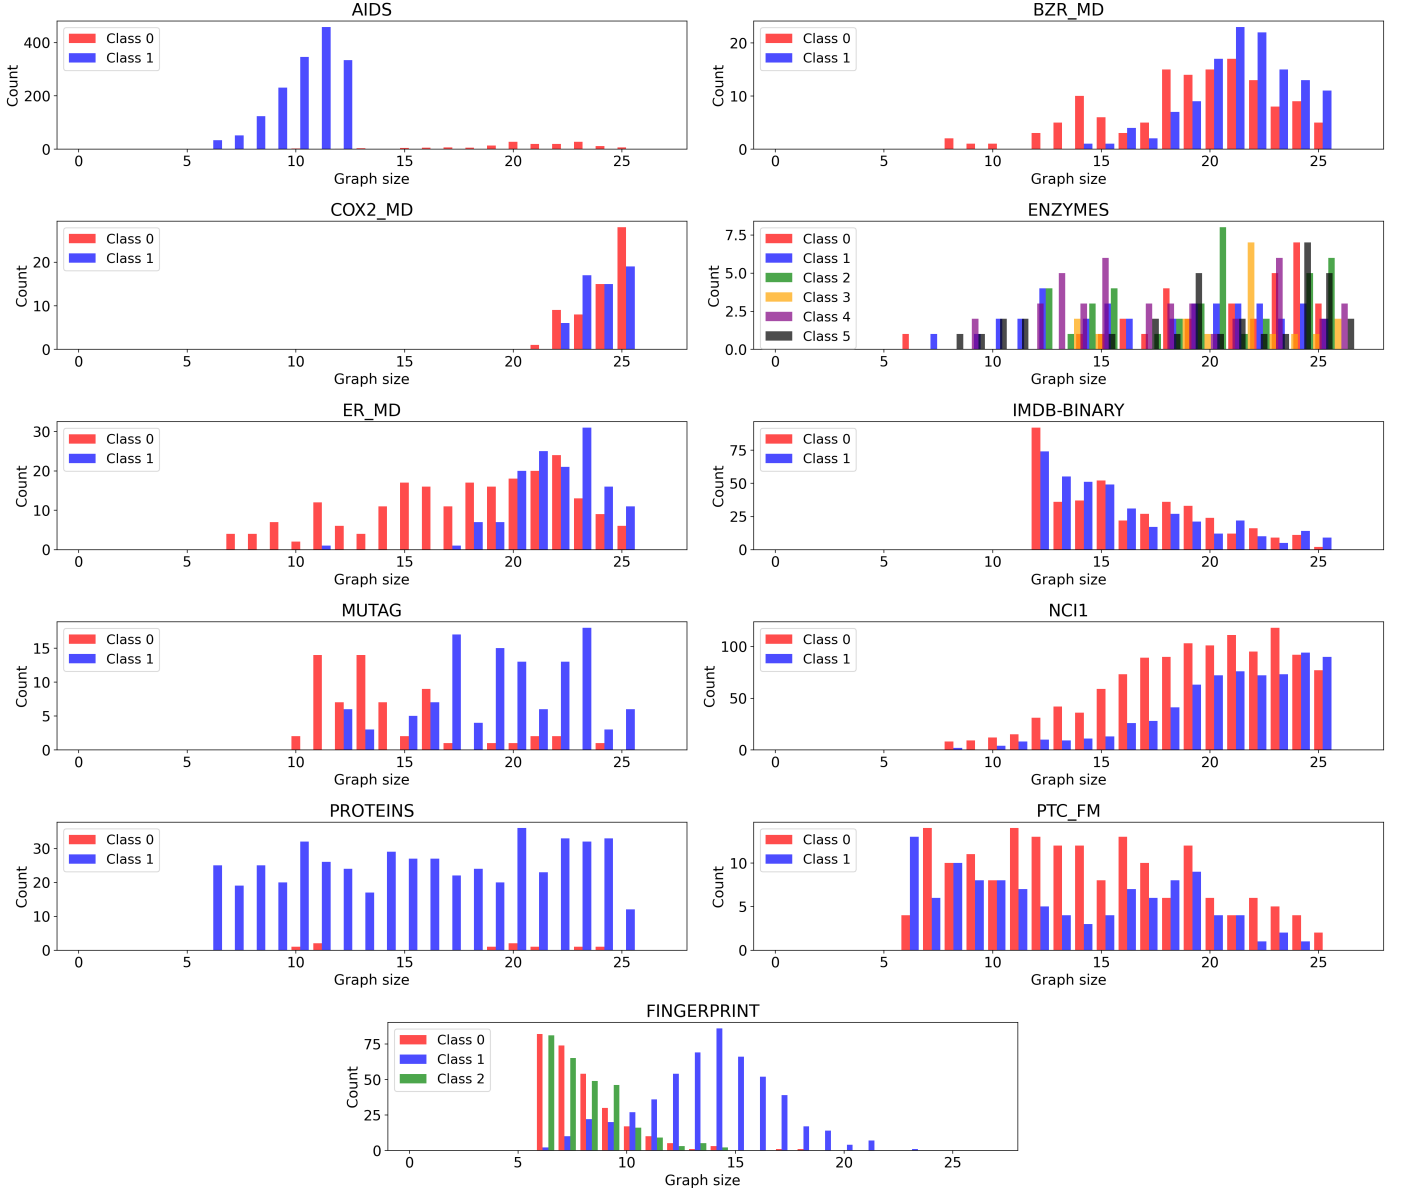 AIDS
Count
400
200
0
Class 0
Class 1
0 5 10 15 20 25
Graph size
BZR_MD
Count
20
10
0
Class 0
Class 1
0 5 10 15 20 25
Graph size
COX2_MD
Count
20
10
0
Class 0
Class 1
0 5 10 15 20 25
Graph size
ENZYMES
Count
7.5
5.0
2.5
0.0
Class 0
Class 1
Class 2
Class 3
Class 4
Class 5
0 5 10 15 20 25
Graph size
ER_MD
Count
30
20
10
0
Class 0
Class 1
0 5 10 15 20 25
Graph size
IMDB-BINARY
Count
75
50
25
0
Class 0
Class 1
0 5 10 15 20 25
Graph size
MUTAG
Count
15
10
5
0
Class 0
Class 1
0 5 10 15 20 25
Graph size
NCI1
Count
100
50
0
Class 0
Class 1
0 5 10 15 20 25
Graph size
PROTEINS
Count
30
20
10
0
Class 0
Class 1
0 5 10 15 20 25
Graph size
PTC_FM
Count
10
5
0
Class 0
Class 1
0 5 10 15 20 25
Graph size
FINGERPRINT
Count
75
50
25
0
Class 0
Class 1
Class 2
0 5 10 15 20 25
Graph size